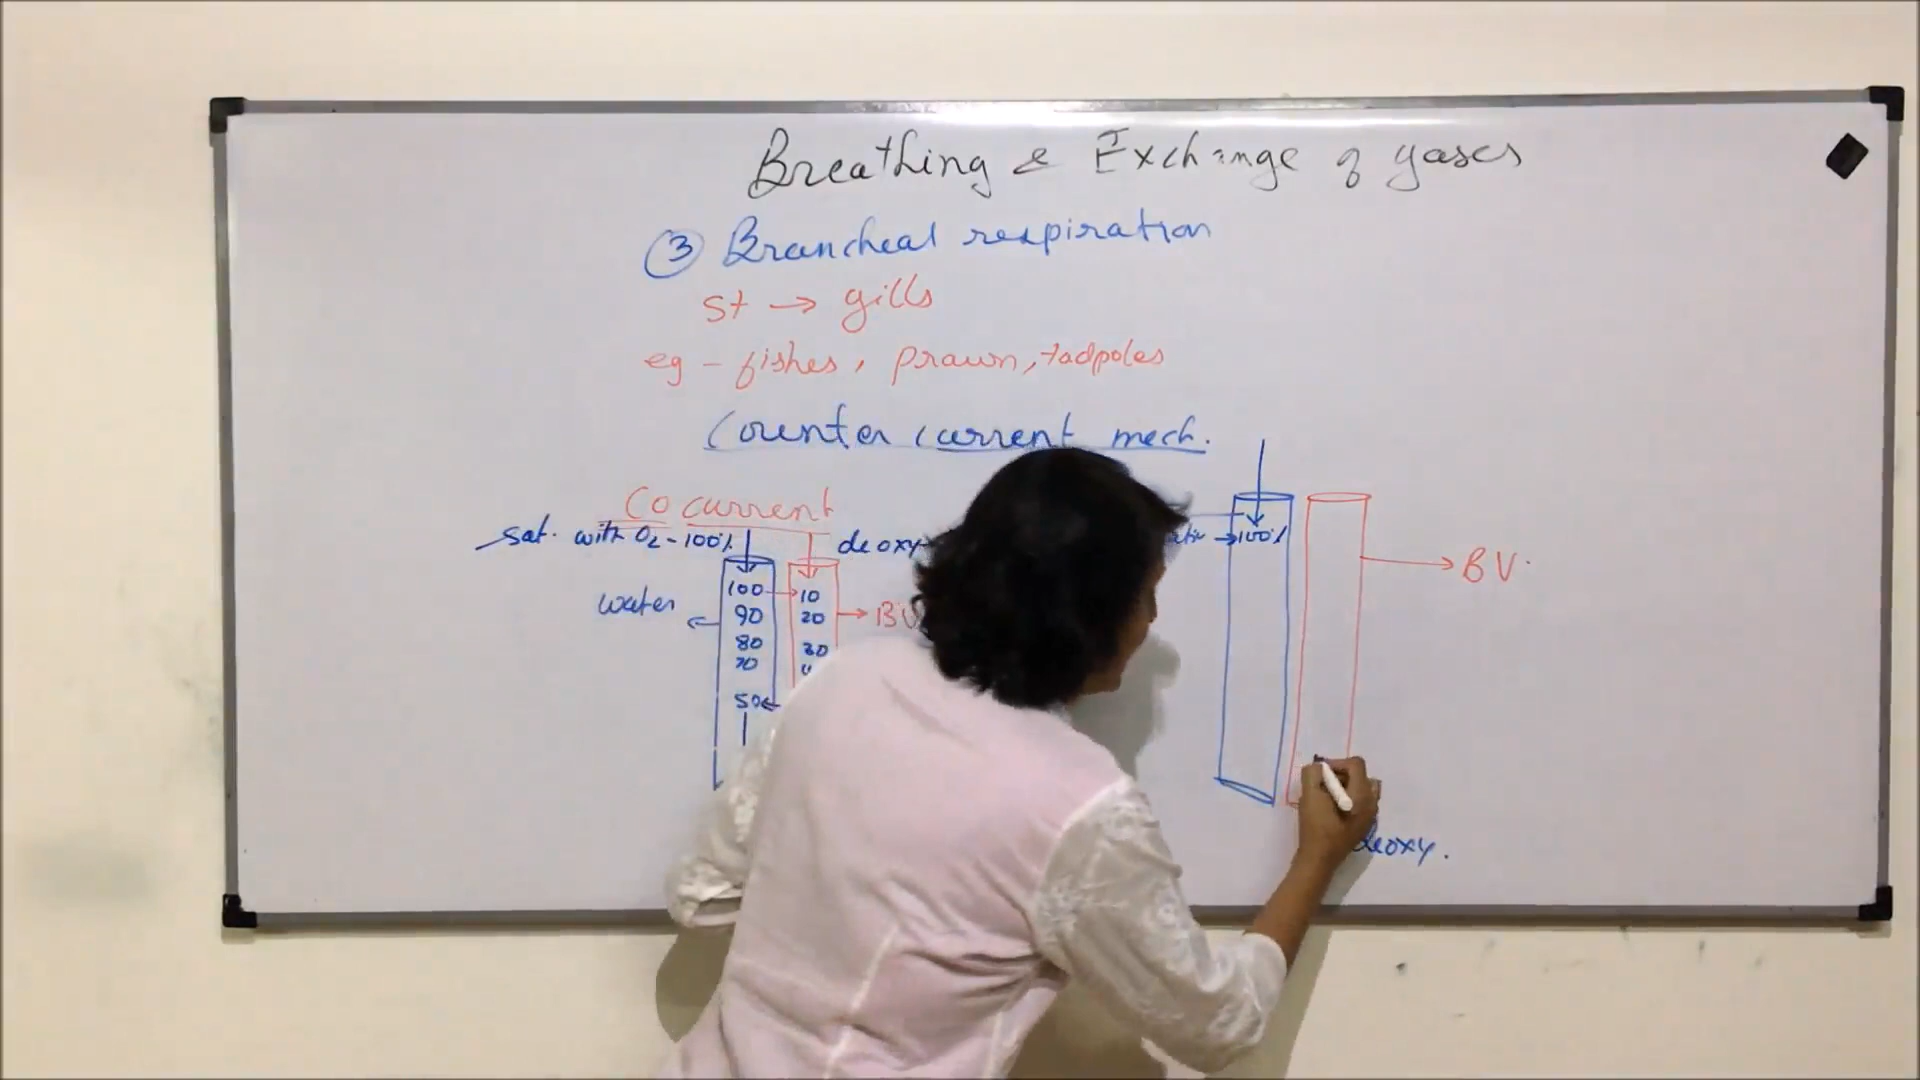 Breathing & Exchange of gases
③ Brancheal respiration
St → gills
eg - fishes, prawn, tadpoles
Counter current mech.
Co current
sat. with O₂ - 100%
deoxy
water
100 → 10
90 20
80 30
70
50
BV
→ 100%
→ BV.
deoxy.